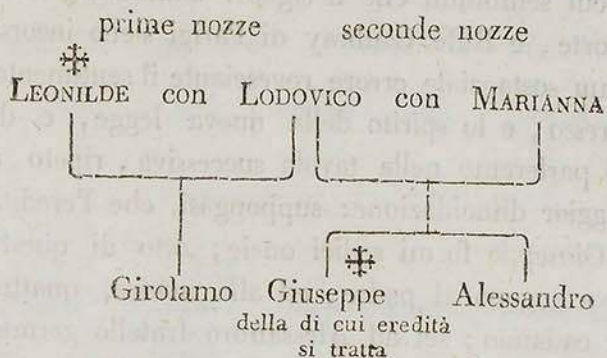 prime nozze seconde nozze
LEONILDE con LODOVICO con MARIANNA
Girolamo Giuseppe Alessandro
della di cui eredità
si tratta